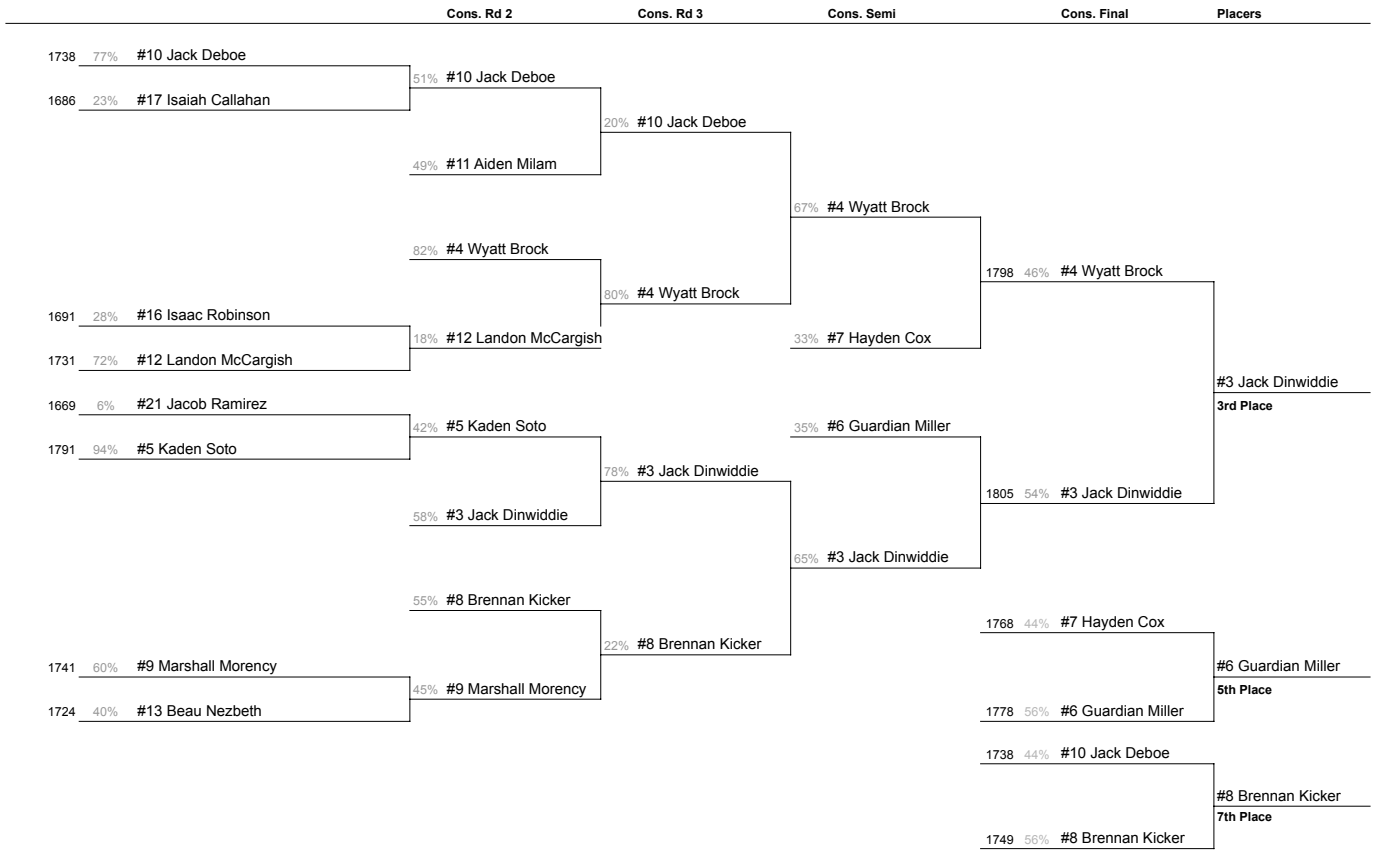 Cons. Rd 2 Cons. Rd 3 Cons. Semi Cons. Final Placers
1738 77% #10 Jack Deboe
51% #10 Jack Deboe
1686 23% #17 Isaiah Callahan
20% #10 Jack Deboe
49% #11 Aiden Milam
67% #4 Wyatt Brock
82% #4 Wyatt Brock
1798 46% #4 Wyatt Brock
80% #4 Wyatt Brock
1691 28% #16 Isaac Robinson
18% #12 Landon McCargish 33% #7 Hayden Cox
1731 72% #12 Landon McCargish
#3 Jack Dinwiddie
1669 6% #21 Jacob Ramirez
3rd Place
42% #5 Kaden Soto 35% #6 Guardian Miller
1791 94% #5 Kaden Soto
78% #3 Jack Dinwiddie
1805 54% #3 Jack Dinwiddie
58% #3 Jack Dinwiddie
65% #3 Jack Dinwiddie
55% #8 Brennan Kicker
1768 44% #7 Hayden Cox
22% #8 Brennan Kicker
1741 60% #9 Marshall Morency #6 Guardian Miller
45% #9 Marshall Morency 5th Place
1724 40% #13 Beau Nezbeth 1778 56% #6 Guardian Miller
1738 44% #10 Jack Deboe
#8 Brennan Kicker
7th Place
1749 56% #8 Brennan Kicker